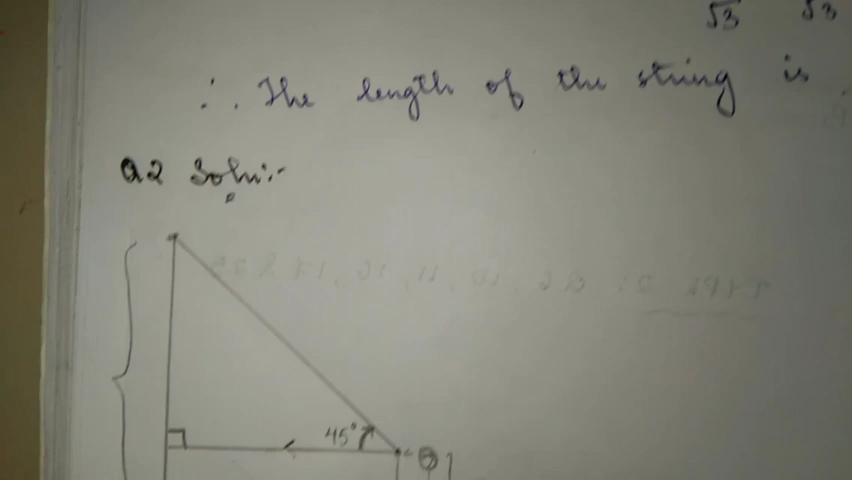 √3 √3
∴ The length of the string is
Q2 Soln:-
45°